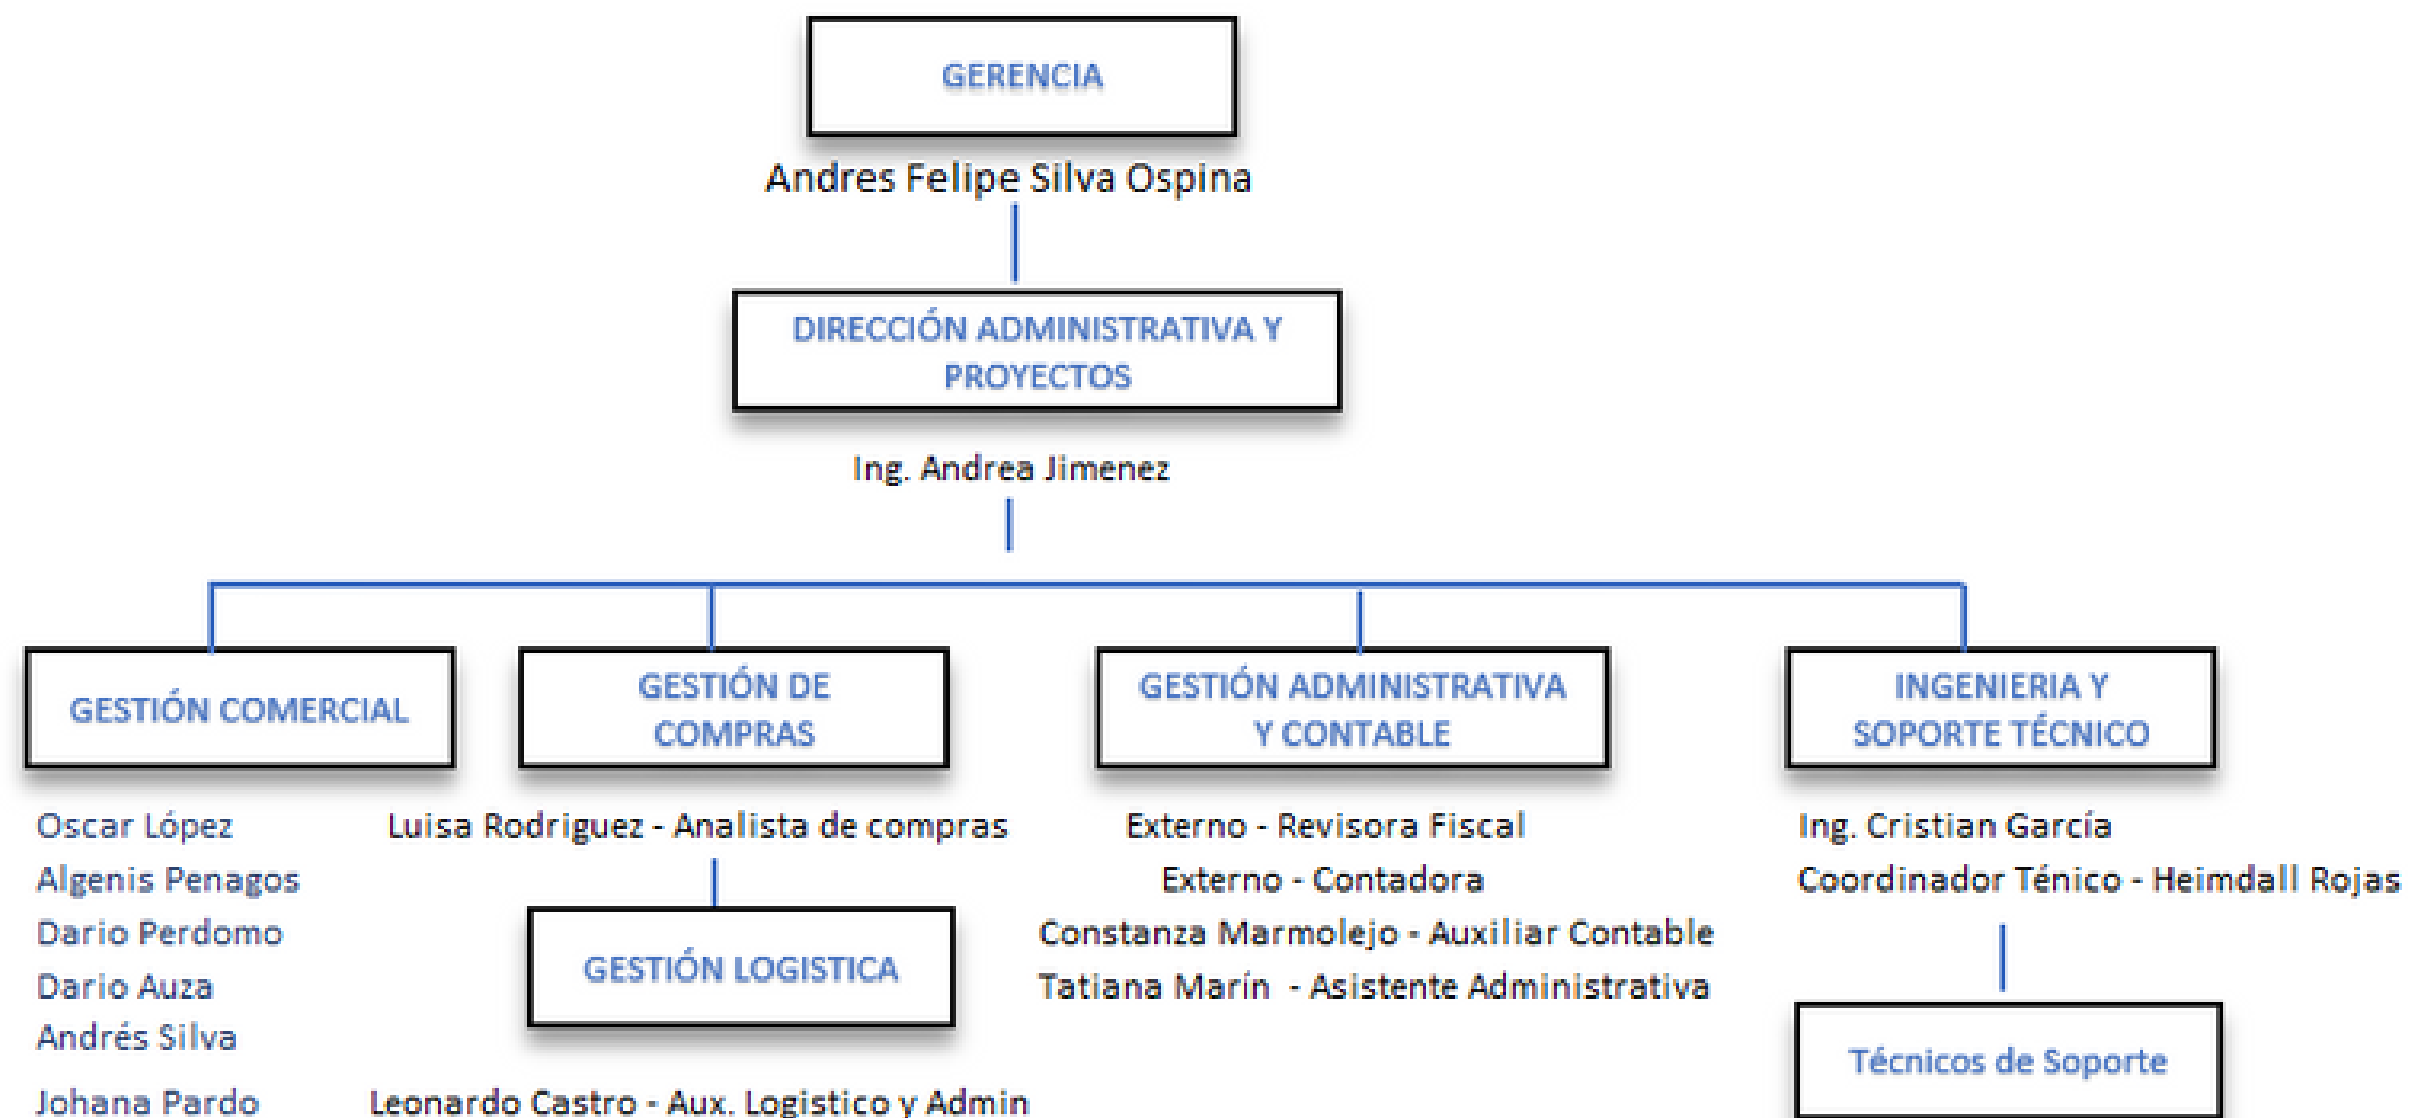 GERENCIA
Andres Felipe Silva Ospina
DIRECCIÓN ADMINISTRATIVA Y
PROYECTOS
Ing. Andrea Jimenez
GESTIÓN COMERCIAL
Oscar López
Algenis Penagos
Dario Perdomo
Dario Auza
Andrés Silva
Johana Pardo
GESTIÓN DE
COMPRAS
Luisa Rodriguez - Analista de compras
GESTIÓN LOGISTICA
Leonardo Castro - Aux. Logistico y Admin
GESTIÓN ADMINISTRATIVA
Y CONTABLE
Externo - Revisora Fiscal
Externo - Contadora
Constanza Marmolejo - Auxiliar Contable
Tatiana Marín - Asistente Administrativa
INGENIERIA Y
SOPORTE TÉCNICO
Ing. Cristian García
Coordinador Ténico - Heimdall Rojas
Técnicos de Soporte